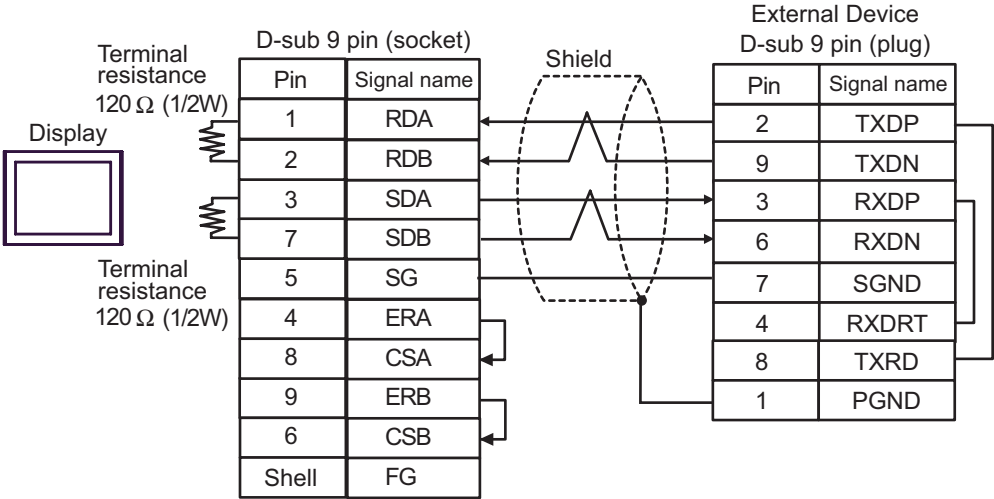 External Device
D-sub 9 pin (socket)
D-sub 9 pin (plug)
Terminal
resistance
120 Ω (1/2W)
Shield
Display
Pin Signal name
1 RDA
2 RDB
3 SDA
7 SDB
5 SG
4 ERA
8 CSA
9 ERB
6 CSB
Shell FG
Terminal
resistance
120 Ω (1/2W)
Pin Signal name
2 TXDP
9 TXDN
3 RXDP
6 RXDN
7 SGND
4 RXDRT
8 TXRD
1 PGND